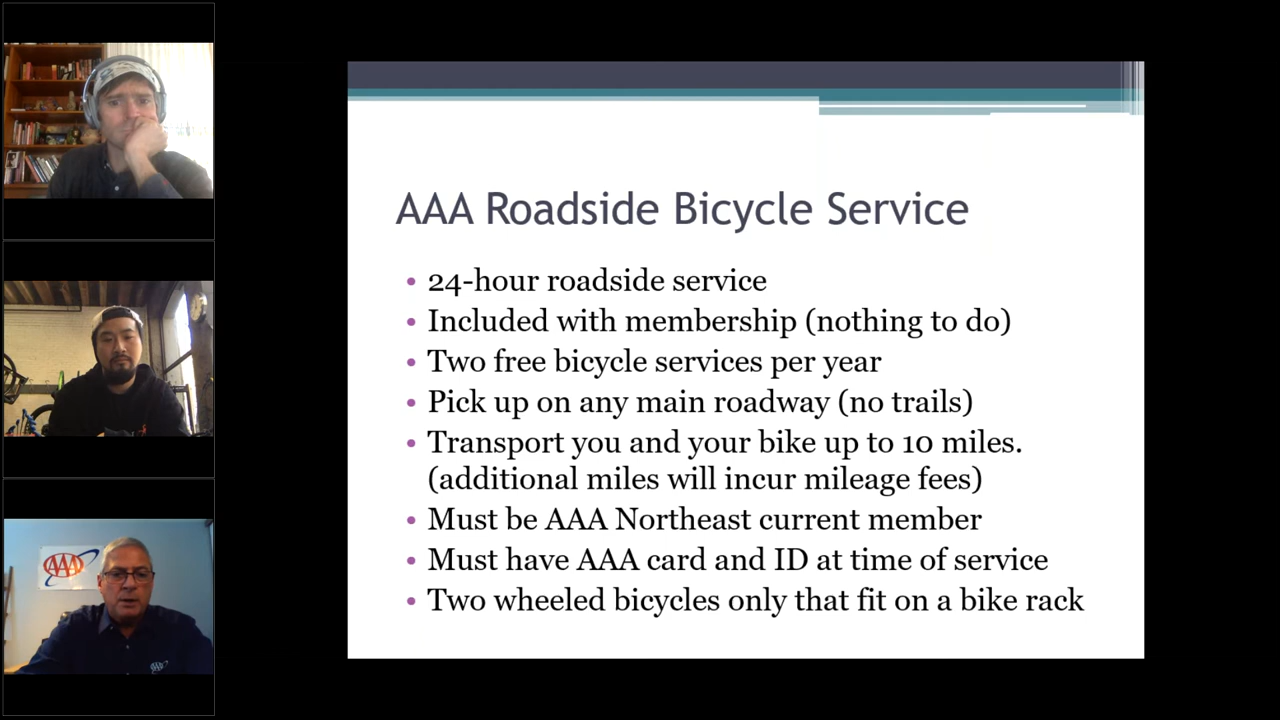 AAA
AAA
AAA Roadside Bicycle Service
• 24-hour roadside service
• Included with membership (nothing to do)
• Two free bicycle services per year
• Pick up on any main roadway (no trails)
• Transport you and your bike up to 10 miles.
(additional miles will incur mileage fees)
• Must be AAA Northeast current member
• Must have AAA card and ID at time of service
• Two wheeled bicycles only that fit on a bike rack